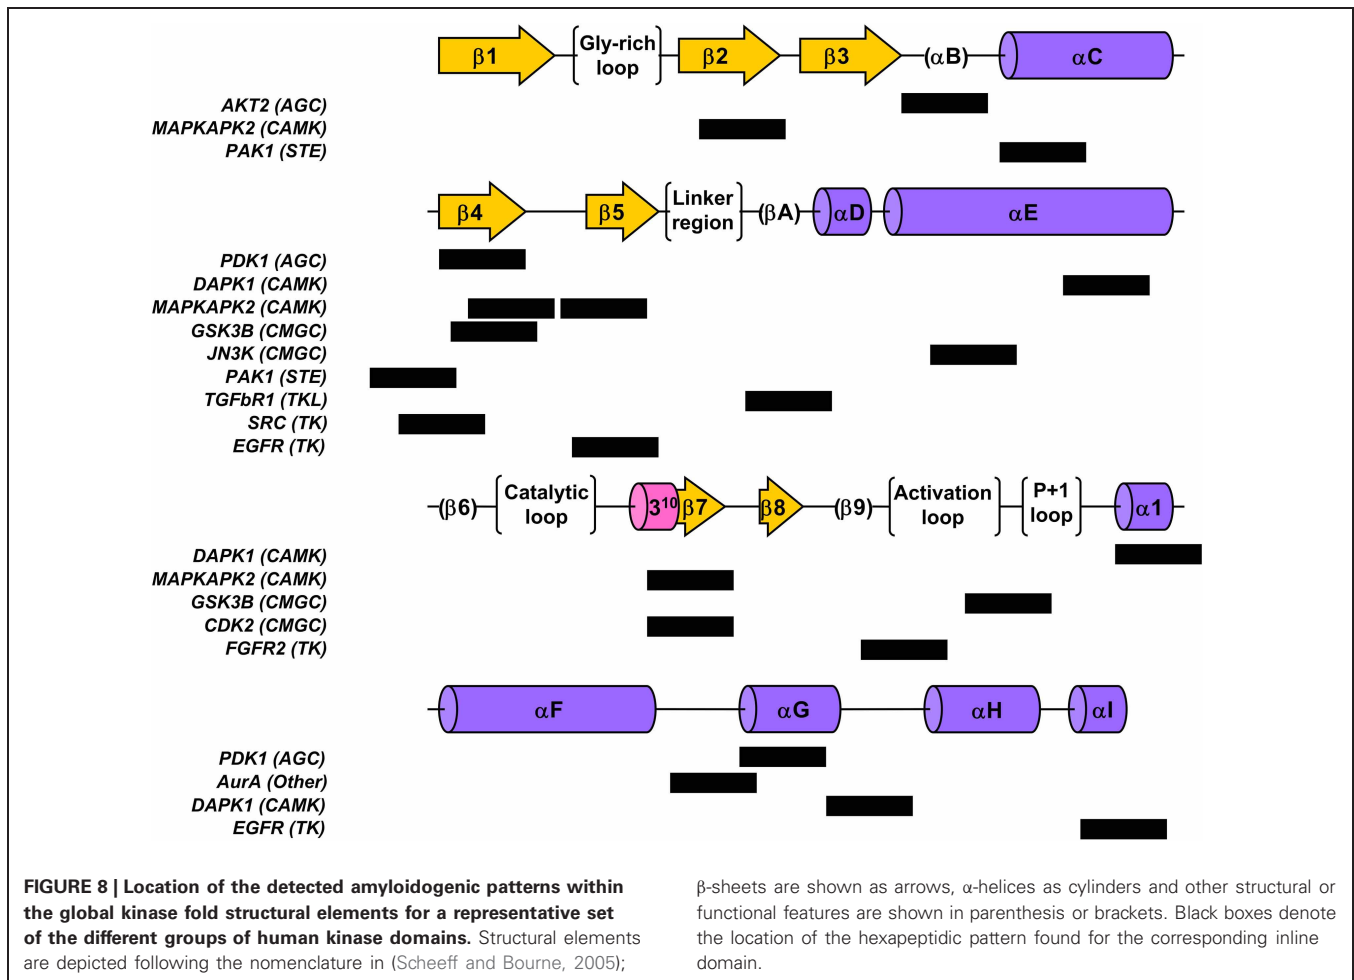 β1 [Gly-rich loop] β2 β3 (αB) αC
AKT2 (AGC)
MAPKAPK2 (CAMK)
PAK1 (STE)
β4 β5 [Linker region] (βA) αD αE
PDK1 (AGC)
DAPK1 (CAMK)
MAPKAPK2 (CAMK)
GSK3B (CMGC)
JN3K (CMGC)
PAK1 (STE)
TGFbR1 (TKL)
SRC (TK)
EGFR (TK)
(β6) [Catalytic loop] 3¹⁰ β7 β8 (β9) [Activation loop] [P+1 loop] α1
DAPK1 (CAMK)
MAPKAPK2 (CAMK)
GSK3B (CMGC)
CDK2 (CMGC)
FGFR2 (TK)
αF αG αH αI
PDK1 (AGC)
AurA (Other)
DAPK1 (CAMK)
EGFR (TK)
FIGURE 8 | Location of the detected amyloidogenic patterns within
the global kinase fold structural elements for a representative set
of the different groups of human kinase domains. Structural elements
are depicted following the nomenclature in (Scheeff and Bourne, 2005);
β-sheets are shown as arrows, α-helices as cylinders and other structural or
functional features are shown in parenthesis or brackets. Black boxes denote
the location of the hexapeptidic pattern found for the corresponding inline
domain.